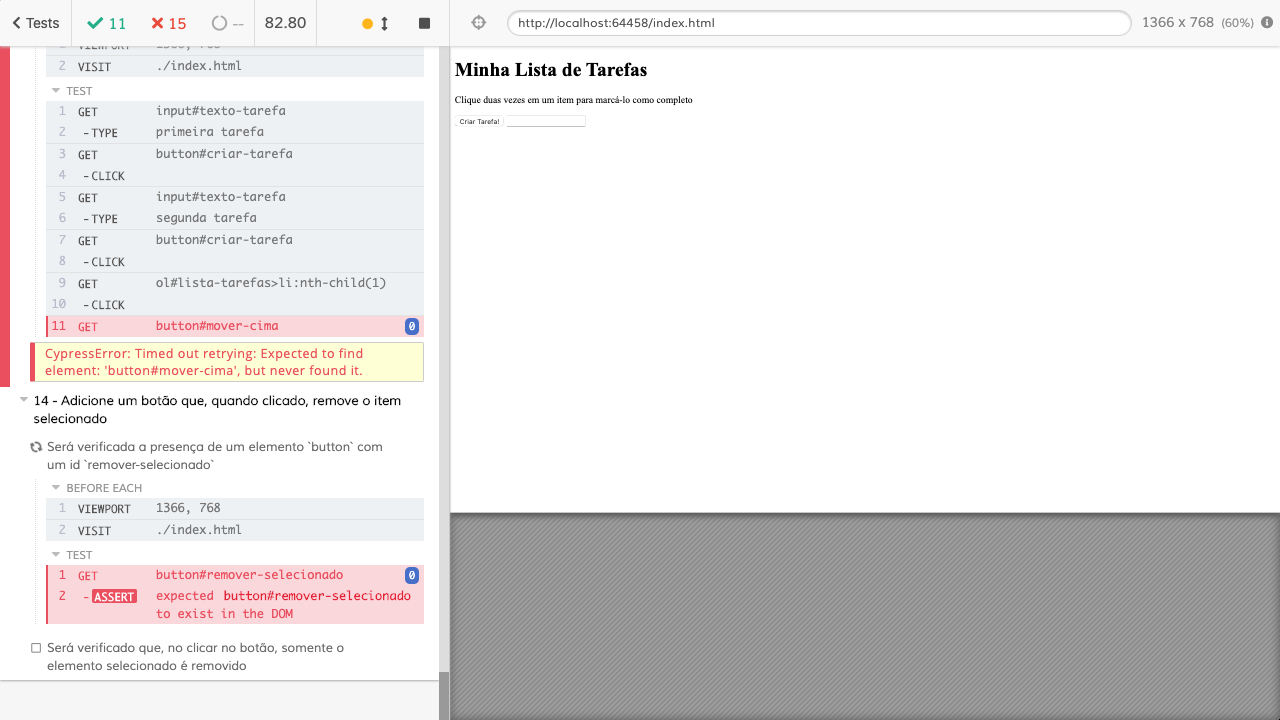 Tests 11 15 -- 82.80 http://localhost:64458/index.html 1366 x 768 (60%)
1 VIEWPORT 1366, 768
2 VISIT ./index.html
TEST
1 GET input#texto-tarefa
2 -TYPE primeira tarefa
3 GET button#criar-tarefa
4 -CLICK
5 GET input#texto-tarefa
6 -TYPE segunda tarefa
7 GET button#criar-tarefa
8 -CLICK
9 GET ol#lista-tarefas>li:nth-child(1)
10 -CLICK
11 GET button#mover-cima 0
CypressError: Timed out retrying: Expected to find
element: 'button#mover-cima', but never found it.
14 - Adicione um botão que, quando clicado, remove o item
selecionado
Será verificada a presença de um elemento `button` com
um id `remover-selecionado`
BEFORE EACH
1 VIEWPORT 1366, 768
2 VISIT ./index.html
TEST
1 GET button#remover-selecionado 0
2 -ASSERT expected button#remover-selecionado
to exist in the DOM
Será verificado que, no clicar no botão, somente o
elemento selecionado é removido
Minha Lista de Tarefas
Clique duas vezes em um item para marcá-lo como completo
Criar Tarefa!